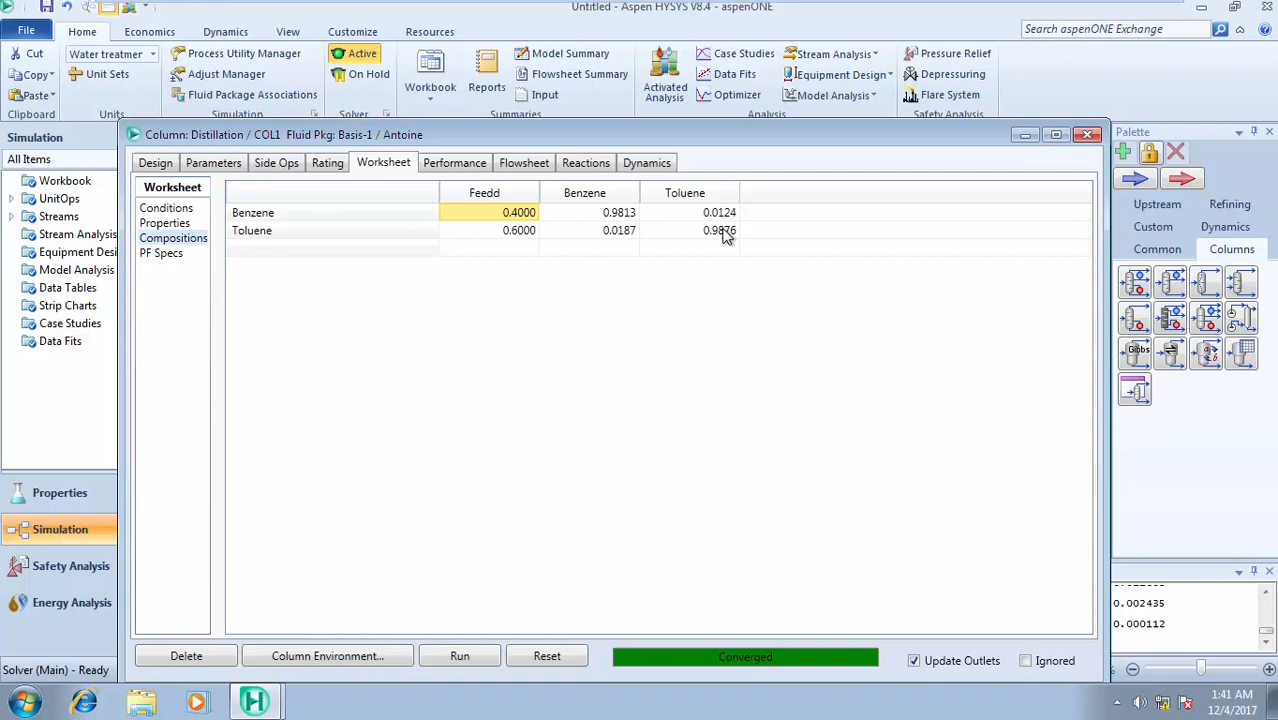 Untitled - Aspen HYSYS V8.4 - aspenONE
File Home Economics Dynamics View Customize Resources
Search aspenONE Exchange
Cut Water treatmer Process Utility Manager Active Model Summary Case Studies Stream Analysis Pressure Relief
Copy Unit Sets Adjust Manager On Hold Workbook Reports Flowsheet Summary Activated Analysis Data Fits Equipment Design Depressuring
Paste Fluid Package Associations Input Optimizer Model Analysis Flare System
Clipboard Units Simulation Solver Summaries Analysis Safety Analysis
Simulation
All Items
Workbook
UnitOps
Streams
Stream Analysis
Equipment Desi
Model Analysis
Data Tables
Strip Charts
Case Studies
Data Fits
Properties
Simulation
Safety Analysis
Energy Analysis
Solver (Main) - Ready
Column: Distillation / COL1 Fluid Pkg: Basis-1 / Antoine
Design Parameters Side Ops Rating Worksheet Performance Flowsheet Reactions Dynamics
Worksheet
Conditions
Properties
Compositions
PF Specs
Feedd Benzene Toluene
Benzene 0.4000 0.9813 0.0124
Toluene 0.6000 0.0187 0.9876
Delete Column Environment... Run Reset Converged Update Outlets Ignored
Palette
Upstream Refining
Custom Dynamics
Common Columns
Gibbs
0.002435
0.000112
1:41 AM
12/4/2017